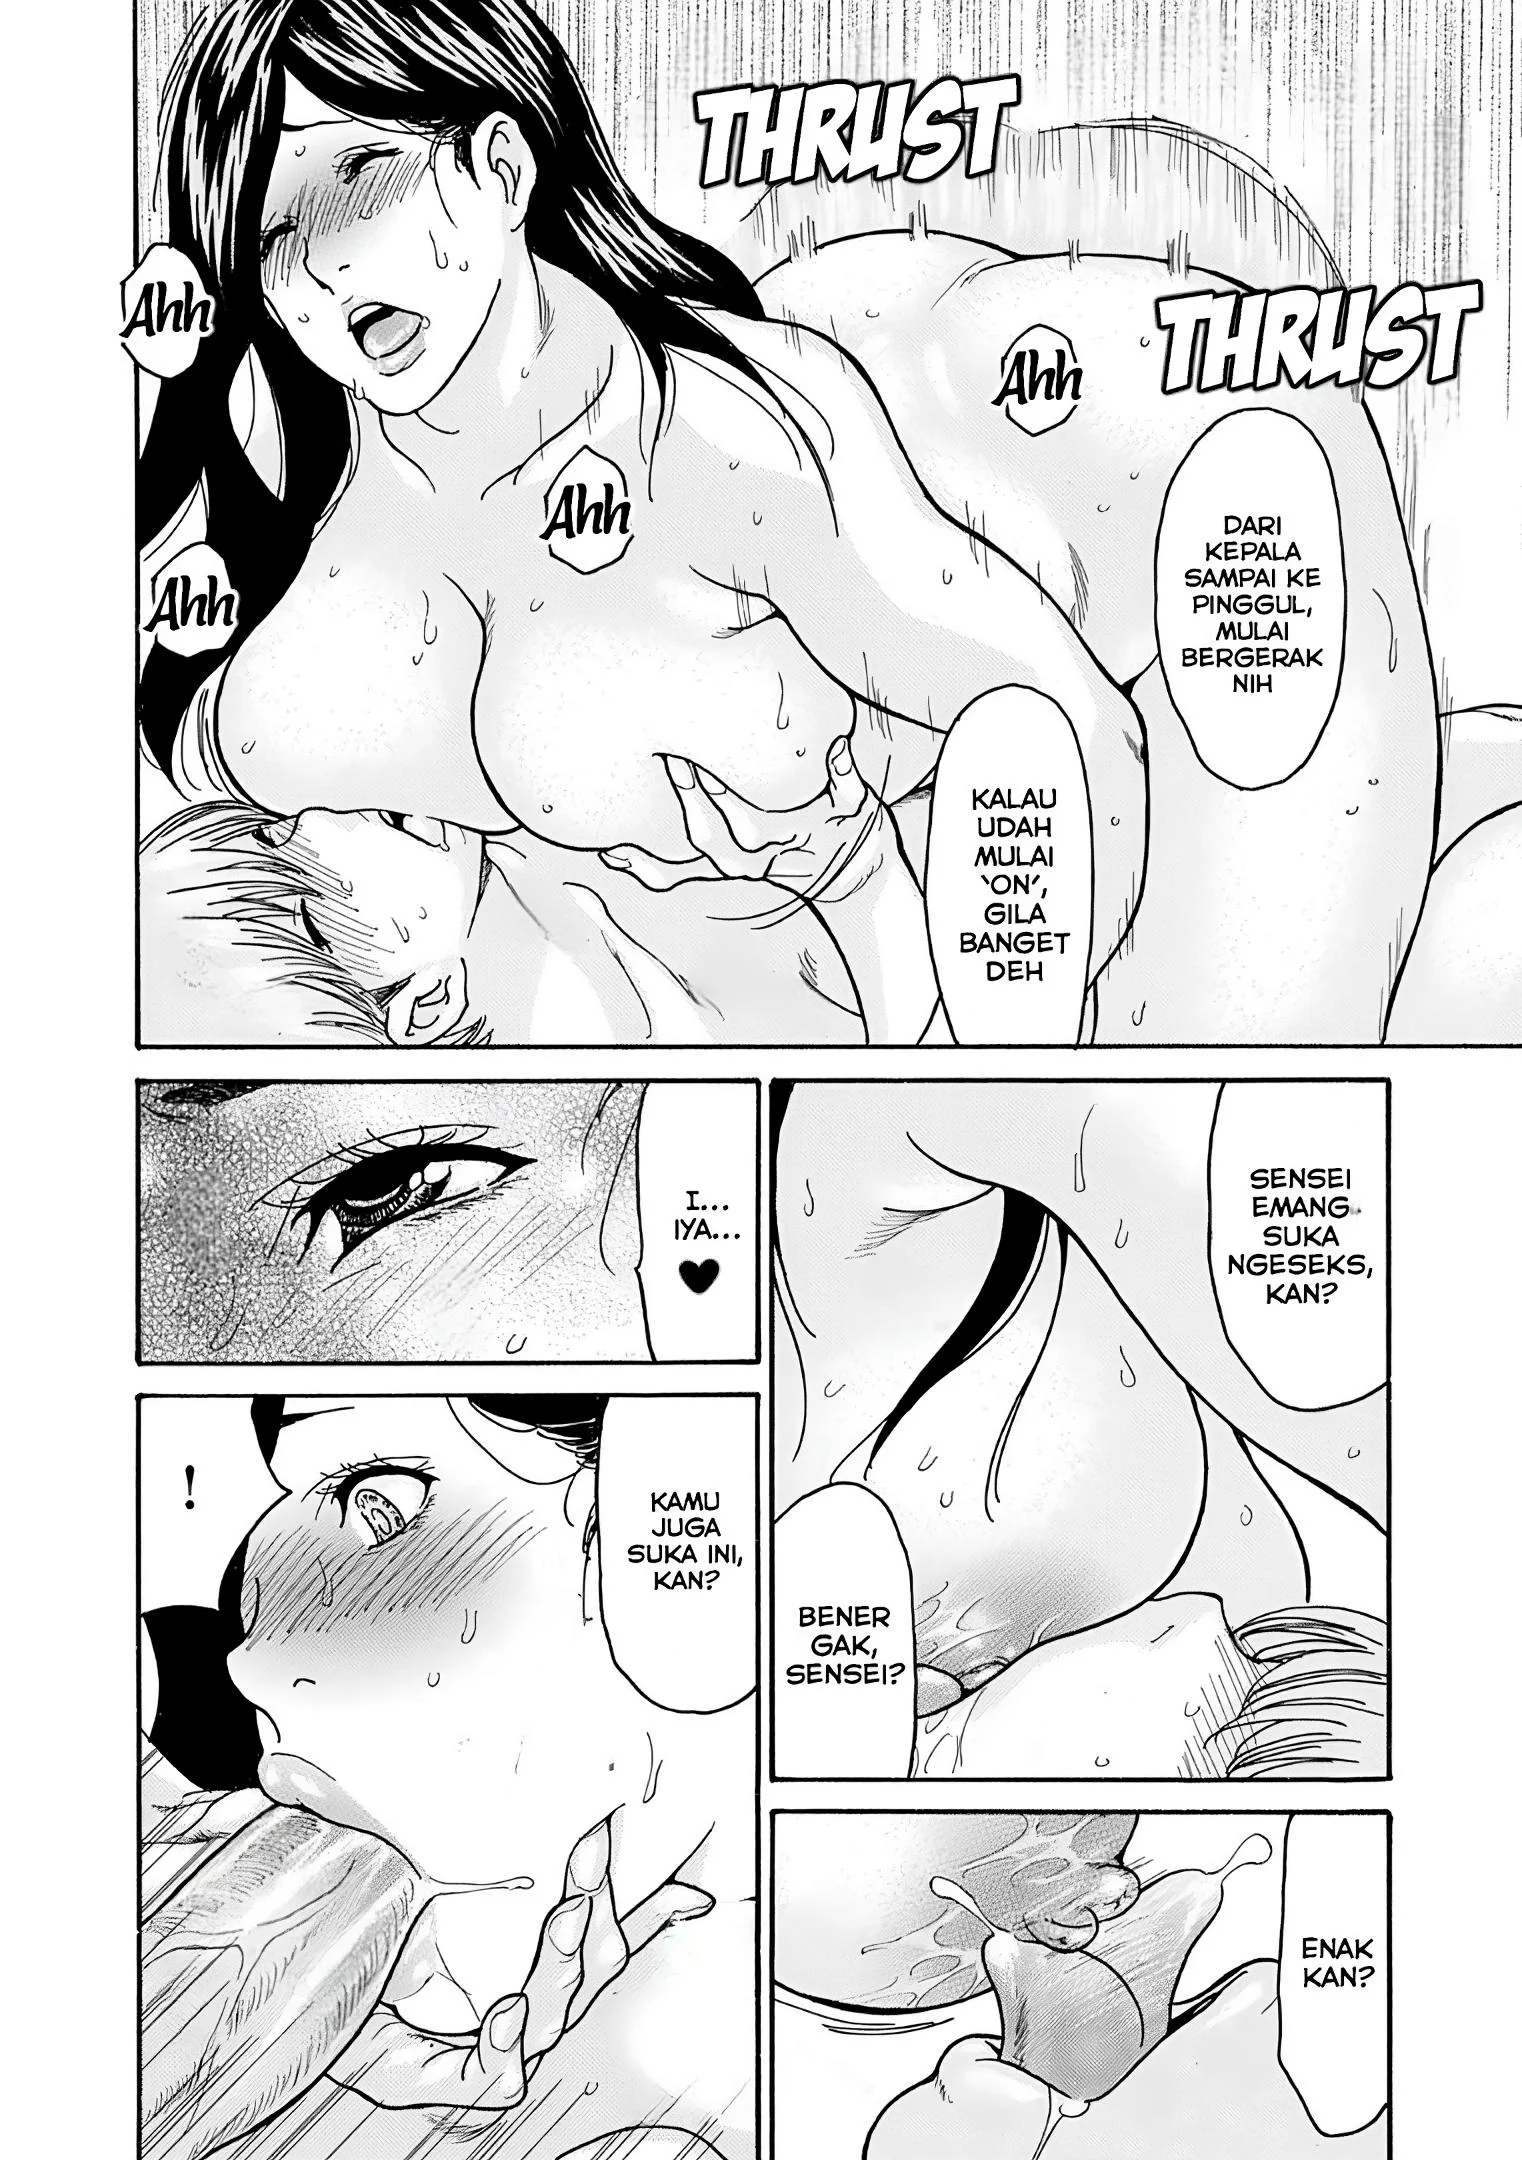 THRUST
THRUST
Ahh
Ahh
Ahh
Ahh
DARI
KEPALA
SAMPAI KE
PINGGUL,
MULAI
BERGERAK
NIH
KALAU
UDAH
MULAI
'ON',
GILA
BANGET
DEH
SENSEI
EMANG
SUKA
NGESEKS,
KAN?
BENER
GAK,
SENSEI?
I...
IYA...
♥
ENAK
KAN?
KAMU
JUGA
SUKA INI,
KAN?
!